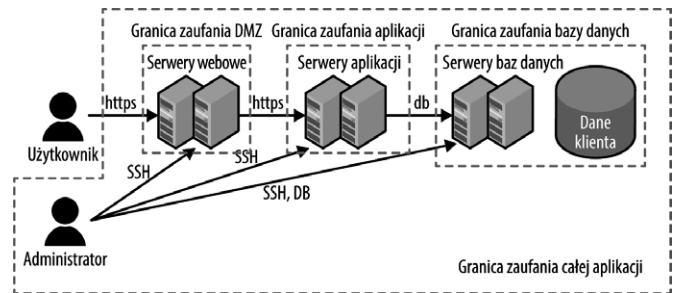 Granica zaufania DMZ
Granica zaufania aplikacji
Granica zaufania bazy danych
Serwery webowe
Serwery aplikacji
Serwery baz danych
https
https
db
Użytkownik
Dane
klienta
SSH
SSH
SSH, DB
Administrator
Granica zaufania całej aplikacji